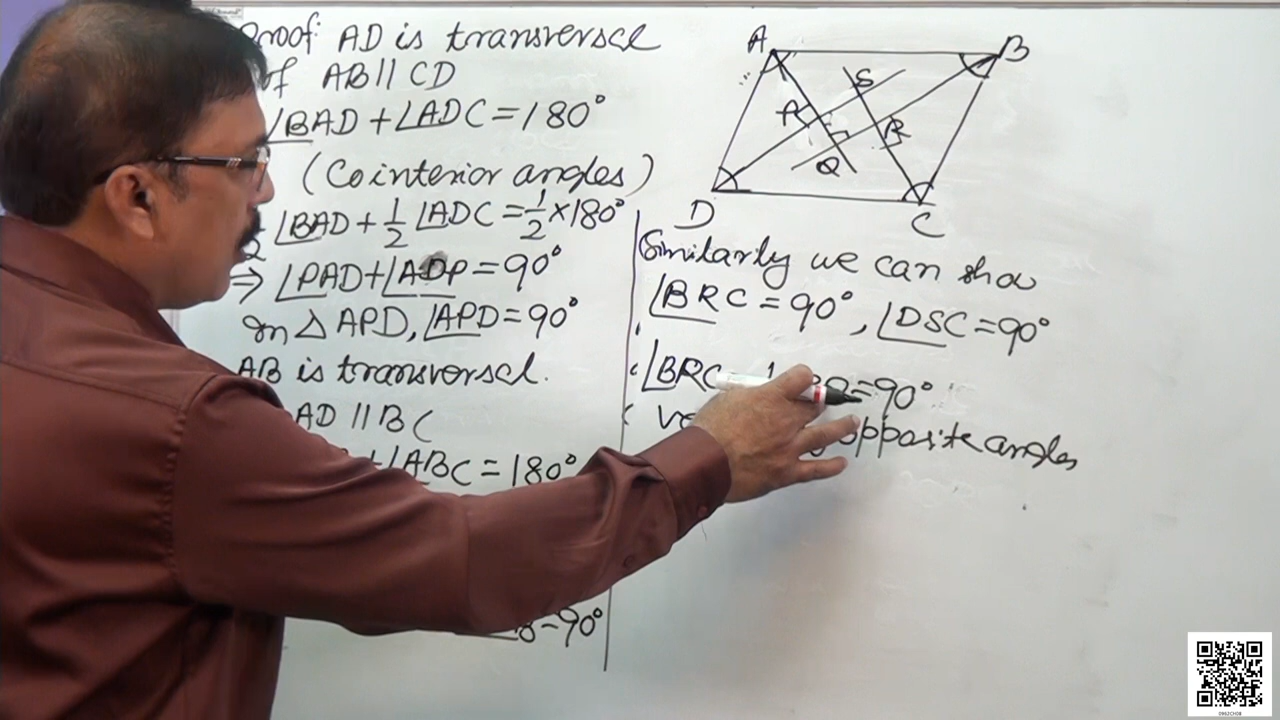 Proof: AD is transversel
of AB || CD
∠BAD + ∠ADC = 180°
(Cointerior angles)
∠BAD + 1/2 ∠ADC = 1/2 × 180°
⇒ ∠PAD + ∠ADP = 90°
In △ APD, ∠APD = 90°
AB is transversel.
AD || BC
+ ∠ABC = 180°
= 90°
A
B
S
P
R
Q
D
C
Similarly we can show
∠BRC = 90°, ∠DSC = 90°
∠BRC = 90°
opposite angles
0962CH08